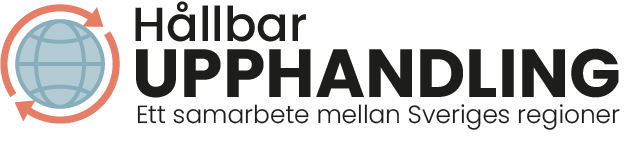 Hållbar
UPPHANDLING
Ett samarbete mellan Sveriges regioner